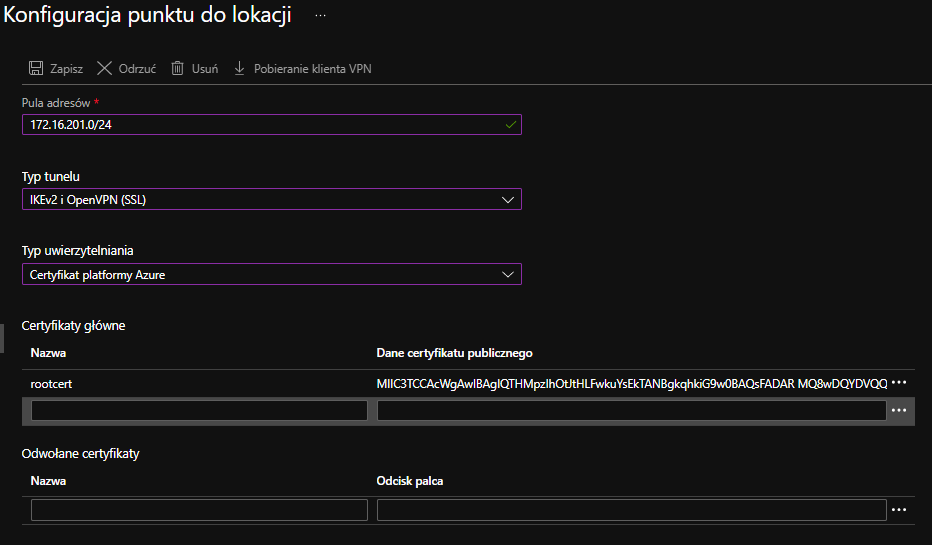 Konfiguracja punktu do lokacji ...
Zapisz Odrzuć Usuń Pobieranie klienta VPN
Pula adresów *
172.16.201.0/24
Typ tunelu
IKEv2 i OpenVPN (SSL)
Typ uwierzytelniania
Certyfikat platformy Azure
Certyfikaty główne
Nazwa Dane certyfikatu publicznego
rootcert MIIC3TCCAcWgAwIBAgIQTHMpzIhOtJtHLFwkuYsEkTANBgkqhkiG9w0BAQsFADAR MQ8wDQYDVQQ ...
...
Odwołane certyfikaty
Nazwa Odcisk palca
...